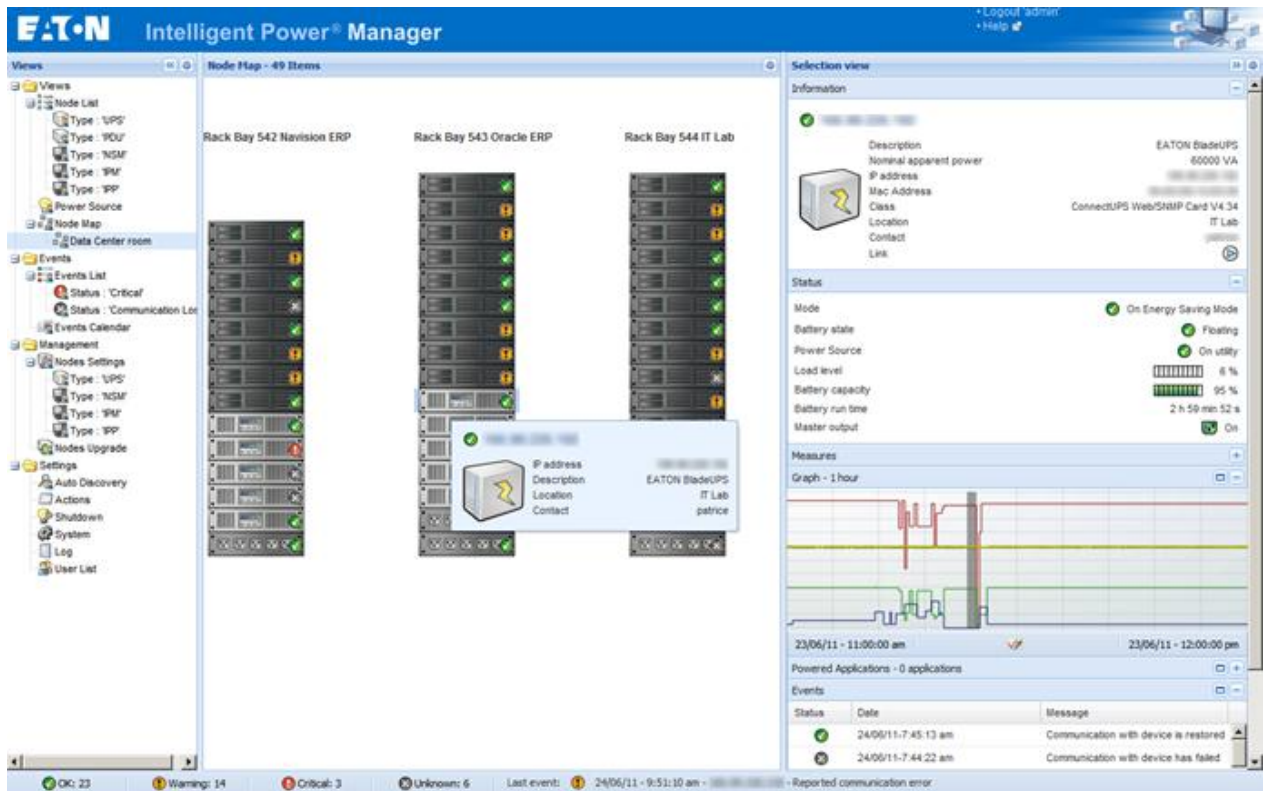 EATON Intelligent Power® Manager
• Logout 'admin'
• Help
Views
Views
Node List
Type : 'UPS'
Type : 'PDU'
Type : 'NSM'
Type : 'IPM'
Type : 'IPP'
Power Source
Node Map
Data Center room
Events
Events List
Status : 'Critical'
Status : 'Communication Los
Events Calendar
Management
Nodes Settings
Type : 'UPS'
Type : 'NSM'
Type : 'IPM'
Type : 'IPP'
Nodes Upgrade
Settings
Auto Discovery
Actions
Shutdown
System
Log
User List
Node Map - 49 Items
Rack Bay 542 Navision ERP
Rack Bay 543 Oracle ERP
Rack Bay 544 IT Lab
IP address
Description EATON BladeUPS
Location IT Lab
Contact patrice
Selection view
Information
Description EATON BladeUPS
Nominal apparent power 60000 VA
IP address
Mac Address
Class ConnectUPS Web/SNMP Card V4.34
Location IT Lab
Contact
Link
Status
Mode On Energy Saving Mode
Battery state Floating
Power Source On utility
Load level 6 %
Battery capacity 95 %
Battery run time 2 h 59 min 52 s
Master output On
Measures
Graph - 1 hour
23/06/11 - 11:00:00 am 23/06/11 - 12:00:00 pm
Powered Applications - 0 applications
Events
Status Date Message
24/06/11-7:45:13 am Communication with device is restored
24/06/11-7:44:22 am Communication with device has failed
OK: 23 Warning: 14 Critical: 3 Unknown: 6 Last event: 24/06/11 - 9:51:10 am - - Reported communication error